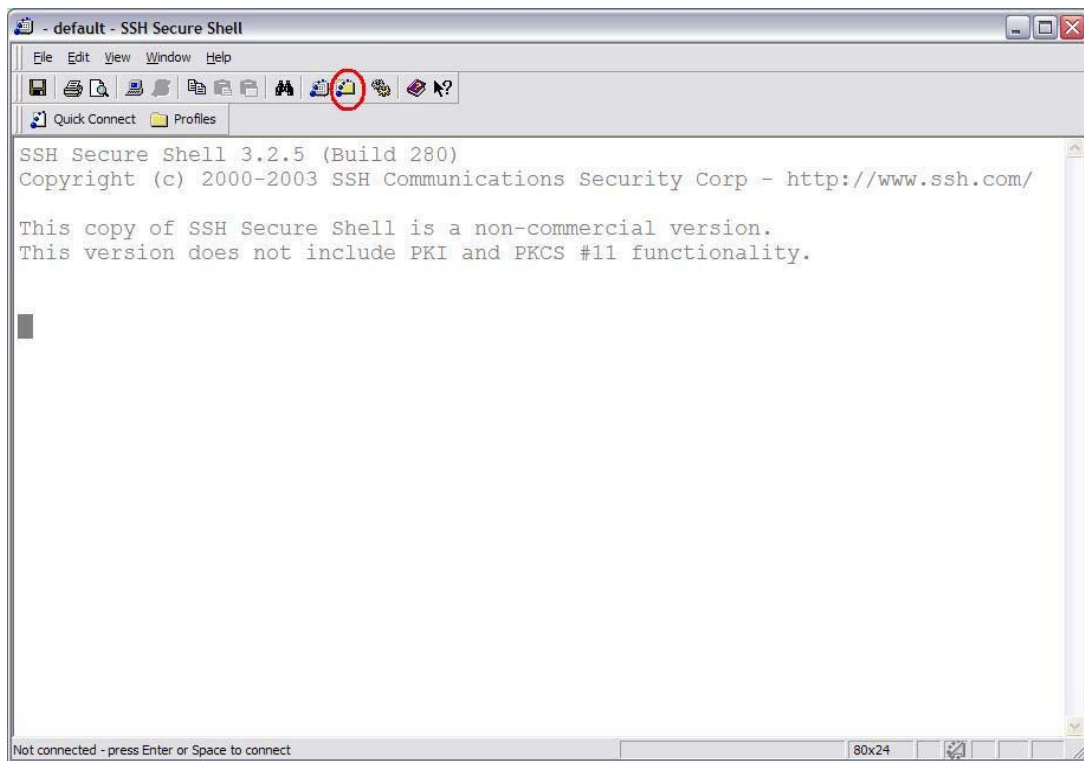 - default - SSH Secure Shell
File Edit View Window Help
Quick Connect Profiles
SSH Secure Shell 3.2.5 (Build 280)
Copyright (c) 2000-2003 SSH Communications Security Corp - http://www.ssh.com/
This copy of SSH Secure Shell is a non-commercial version.
This version does not include PKI and PKCS #11 functionality.
Not connected - press Enter or Space to connect 80x24